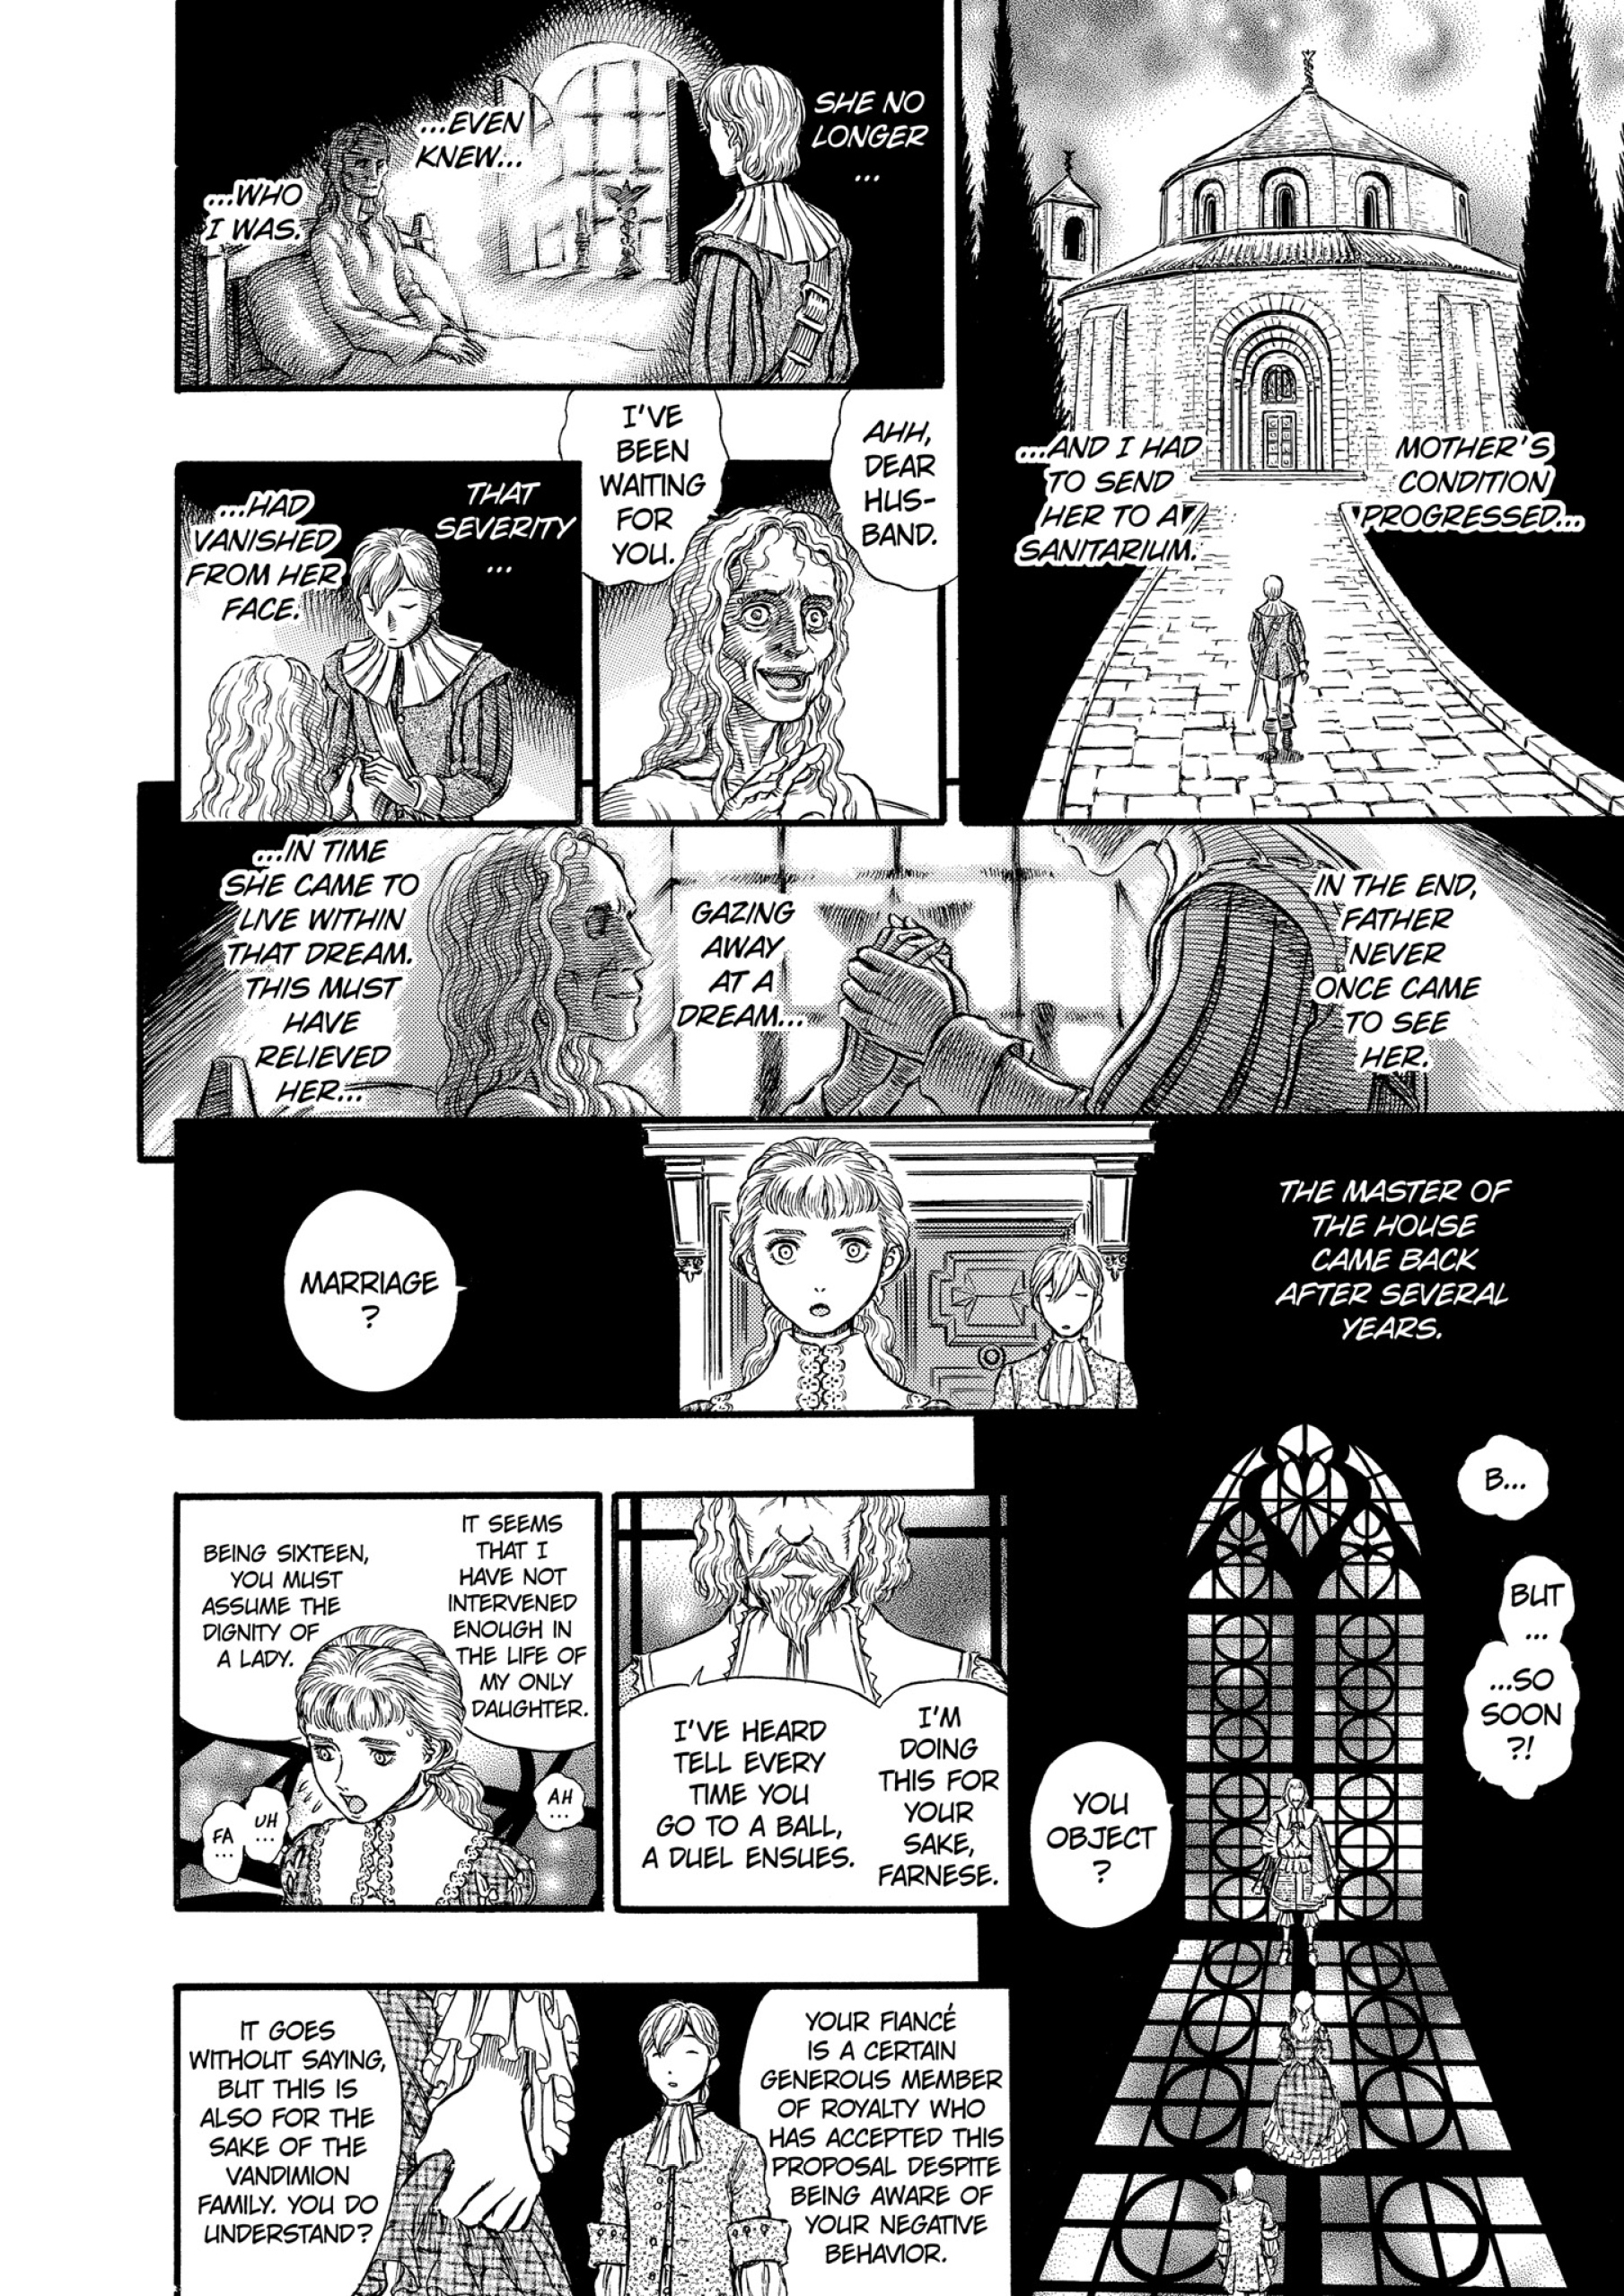 MOTHER'S
CONDITION
PROGRESSED...
...AND I HAD
TO SEND
HER TO A
SANITARIUM.
SHE NO
LONGER
...
...EVEN
KNEW...
...WHO
I WAS.
AHH,
DEAR
HUS-
BAND.
I'VE
BEEN
WAITING
FOR
YOU.
THAT
SEVERITY
...
...HAD
VANISHED
FROM HER
FACE.
IN THE END,
FATHER
NEVER
ONCE CAME
TO SEE
HER.
GAZING
AWAY
AT A
DREAM...
...IN TIME
SHE CAME TO
LIVE WITHIN
THAT DREAM.
THIS MUST
HAVE
RELIEVED
HER...
THE MASTER OF
THE HOUSE
CAME BACK
AFTER SEVERAL
YEARS.
MARRIAGE
?
B...
BUT
...
...SO
SOON
?!
YOU
OBJECT
?
I'M
DOING
THIS FOR
YOUR
SAKE,
FARNESE.
I'VE HEARD
TELL EVERY
TIME YOU
GO TO A BALL,
A DUEL ENSUES.
IT SEEMS
THAT I
HAVE NOT
INTERVENED
ENOUGH IN
THE LIFE OF
MY ONLY
DAUGHTER.
BEING SIXTEEN,
YOU MUST
ASSUME THE
DIGNITY OF
A LADY.
AH
...
UH
...
FA
...
YOUR FIANCÉ
IS A CERTAIN
GENEROUS MEMBER
OF ROYALTY WHO
HAS ACCEPTED THIS
PROPOSAL DESPITE
BEING AWARE OF
YOUR NEGATIVE
BEHAVIOR.
IT GOES
WITHOUT SAYING,
BUT THIS IS
ALSO FOR THE
SAKE OF THE
VANDIMION
FAMILY. YOU DO
UNDERSTAND?